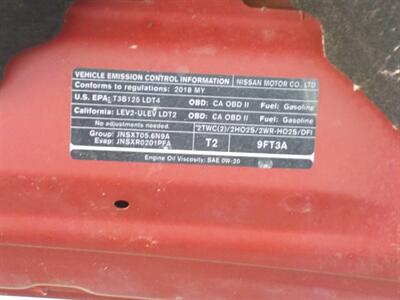 VEHICLE EMISSION CONTROL INFORMATION NISSAN MOTOR CO., LTD
Conforms to regulations: 2018 MY
U.S. EPA: T3B125 LDT4 OBD: CA OBD II Fuel: Gasoline
California: LEV2-ULEV LDT2 OBD: CA OBD II Fuel: Gasoline
No adjustments needed. 2TWC(2)/2HO2S/2WR-HO2S/DFI
Group: JNSXT05.6N9A
Evap: JNSXR0201PFA T2 9FT3A
Engine Oil Viscosity: SAE 0W-20